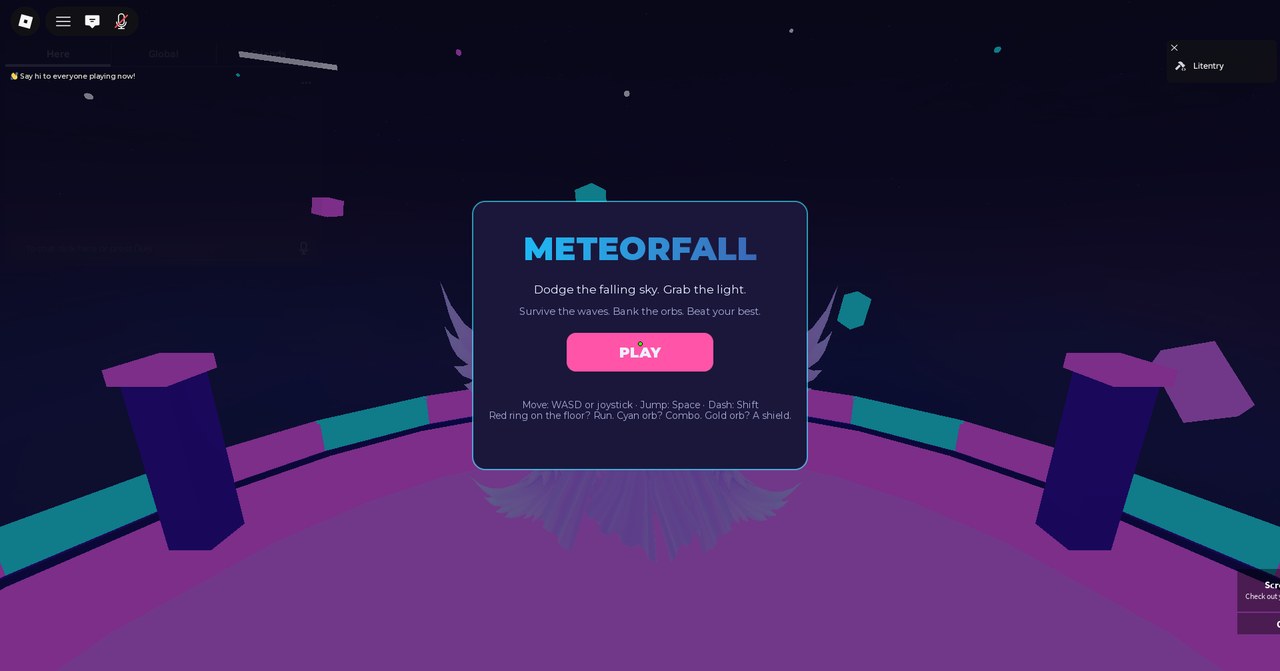 Here
Global
👋 Say hi to everyone playing now!
Litentry
METEORFALL
Dodge the falling sky. Grab the light.
Survive the waves. Bank the orbs. Beat your best.
PLAY
Move: WASD or joystick · Jump: Space · Dash: Shift
Red ring on the floor? Run. Cyan orb? Combo. Gold orb? A shield.
Check out